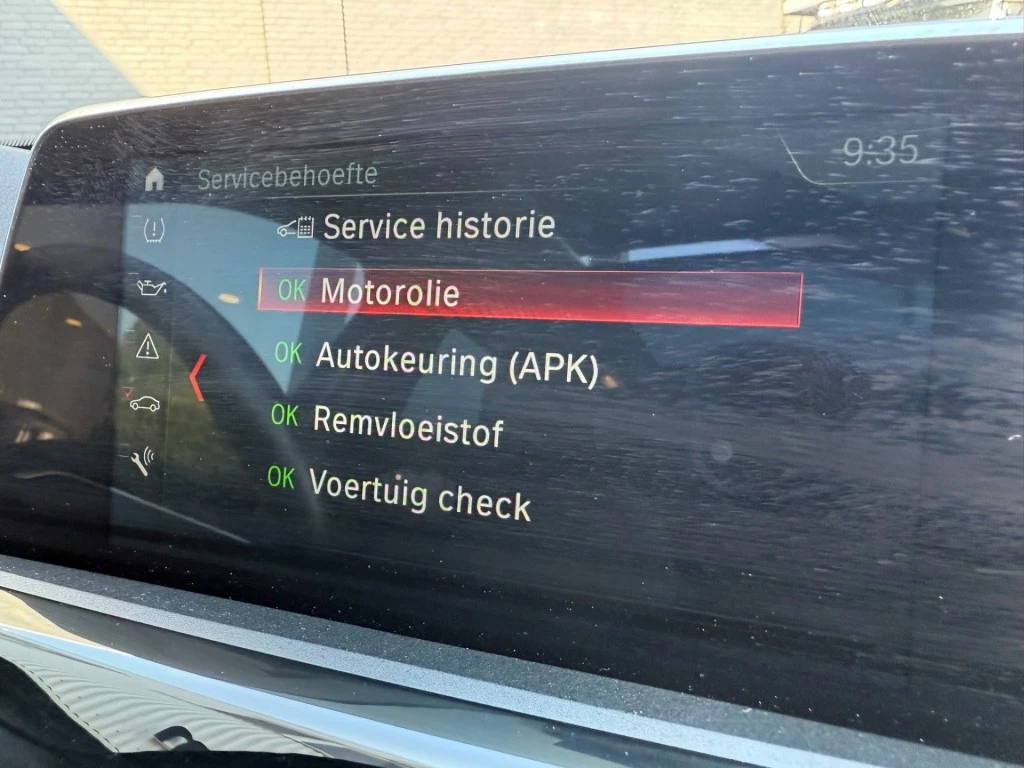 Servicebehoefte
9:35
Service historie
OK Motorolie
OK Autokeuring (APK)
OK Remvloeistof
OK Voertuig check